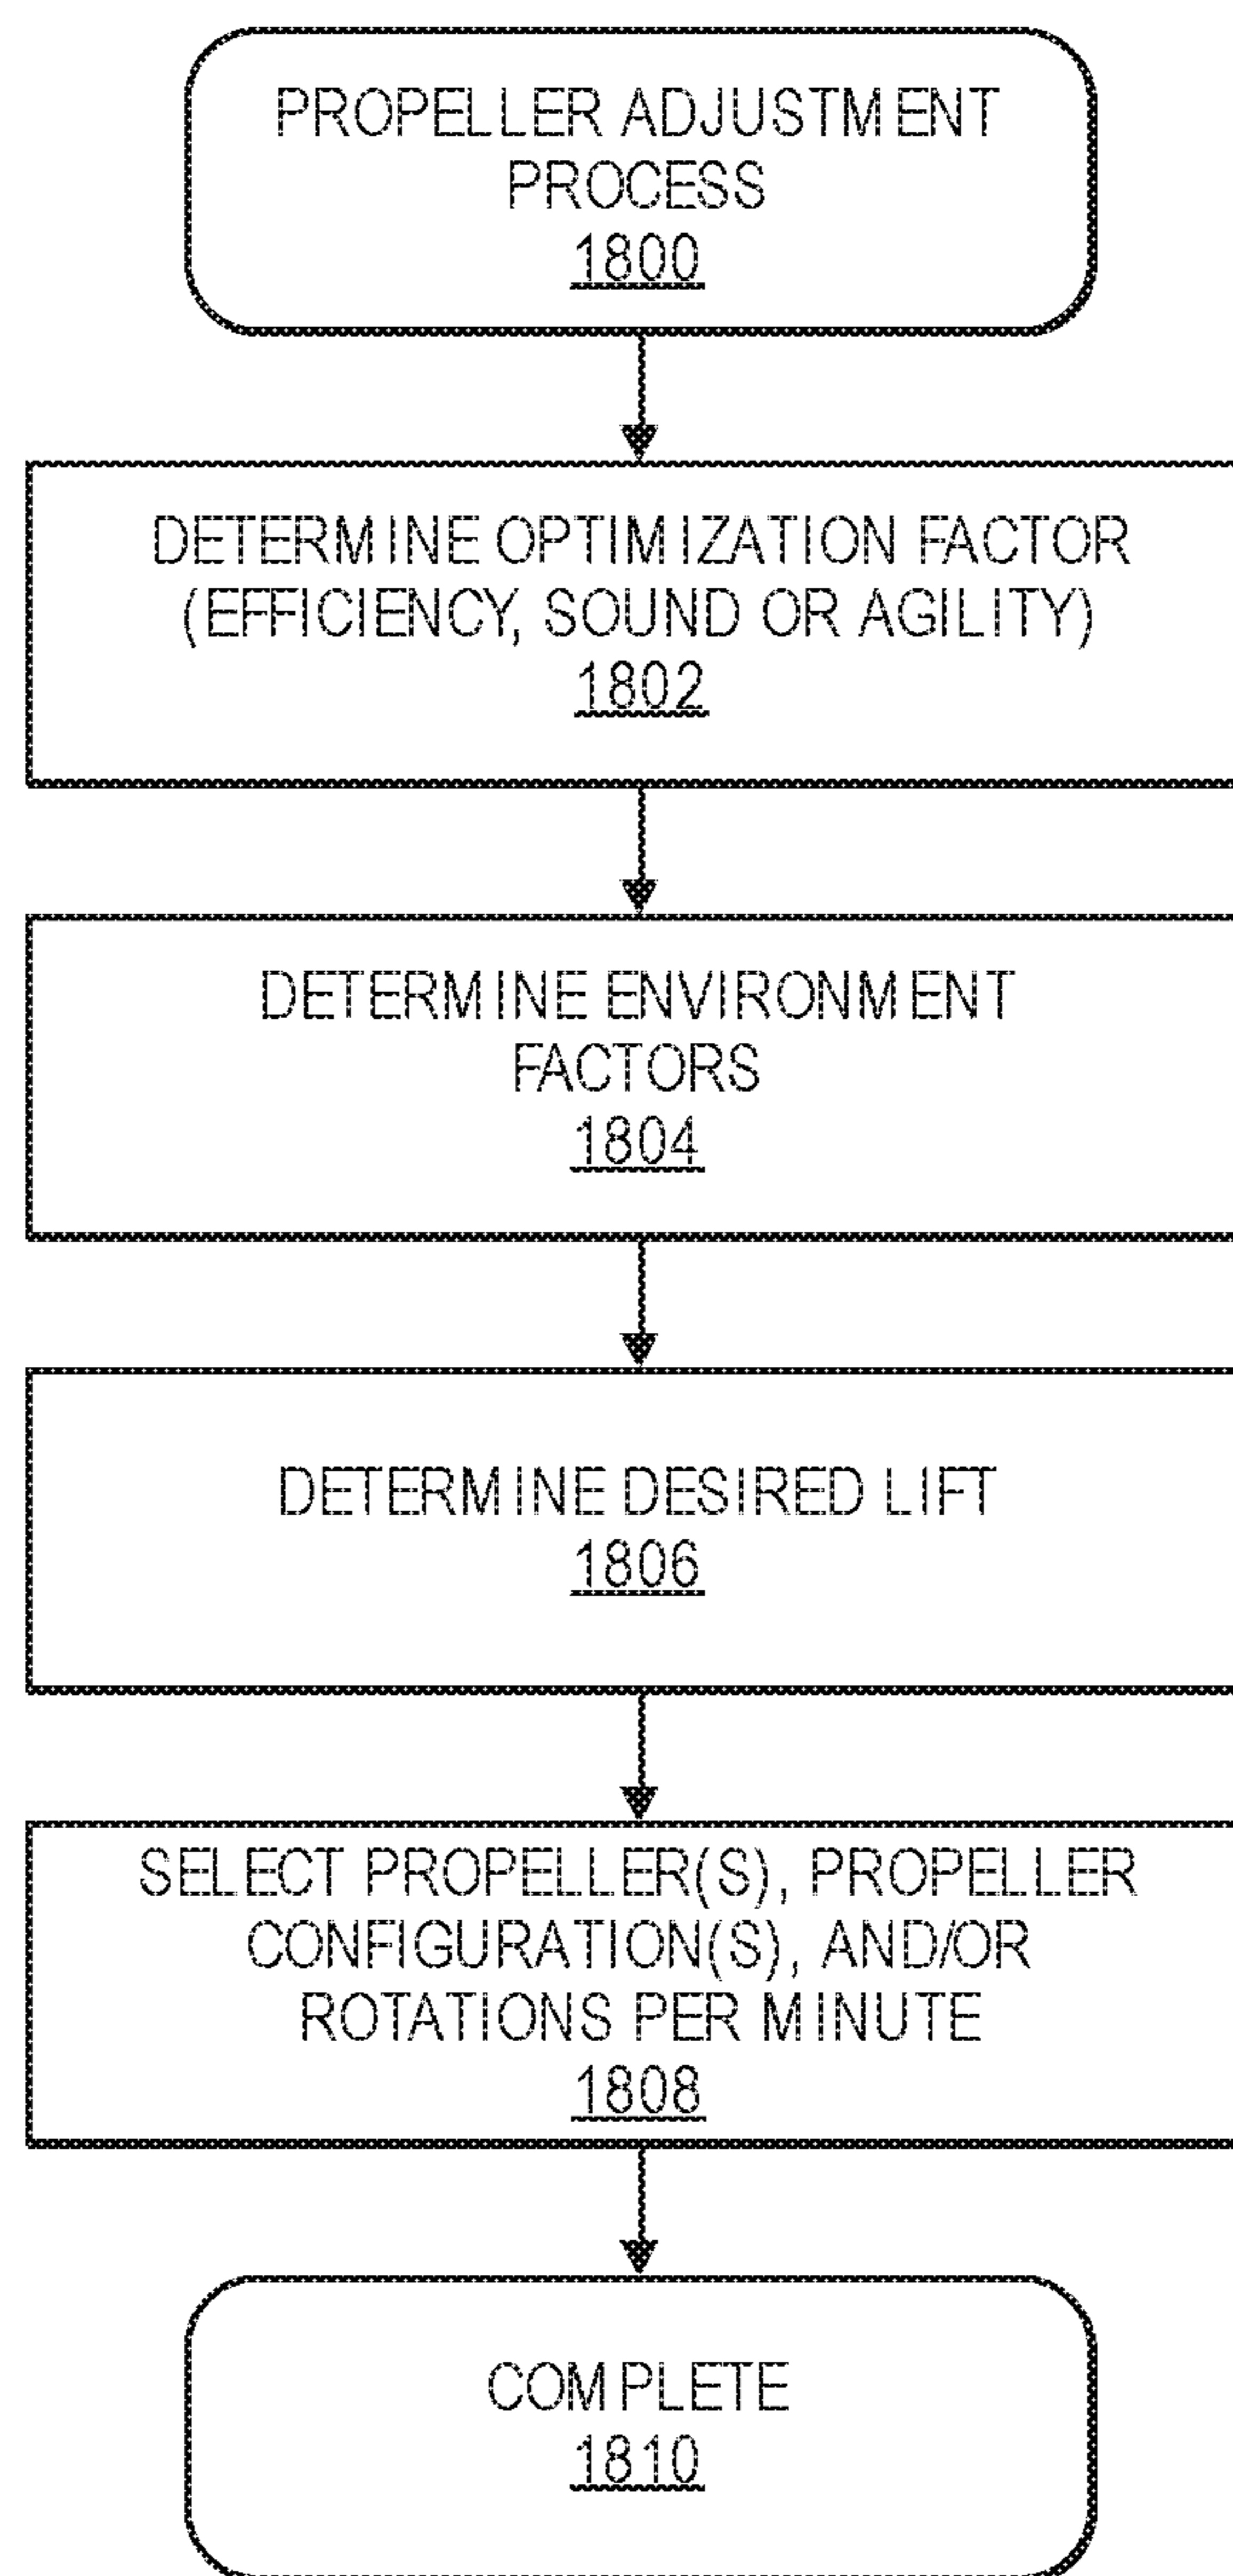 PROPELLER ADJUSTMENT
PROCESS
1800
DETERMINE OPTIMIZATION FACTOR
(EFFICIENCY, SOUND OR AGILITY)
1802
DETERMINE ENVIRONMENT
FACTORS
1804
DETERMINE DESIRED LIFT
1806
SELECT PROPELLER(S), PROPELLER
CONFIGURATION(S), AND/OR
ROTATIONS PER MINUTE
1808
COMPLETE
1810